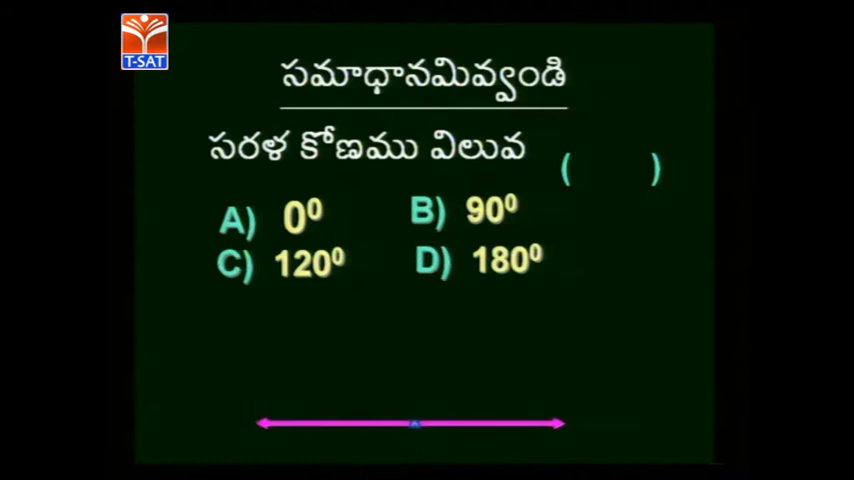 T-SAT
సమాధానమివ్వండి
సరళ కోణము విలువ ( )
A) 0⁰ B) 90⁰
C) 120⁰ D) 180⁰